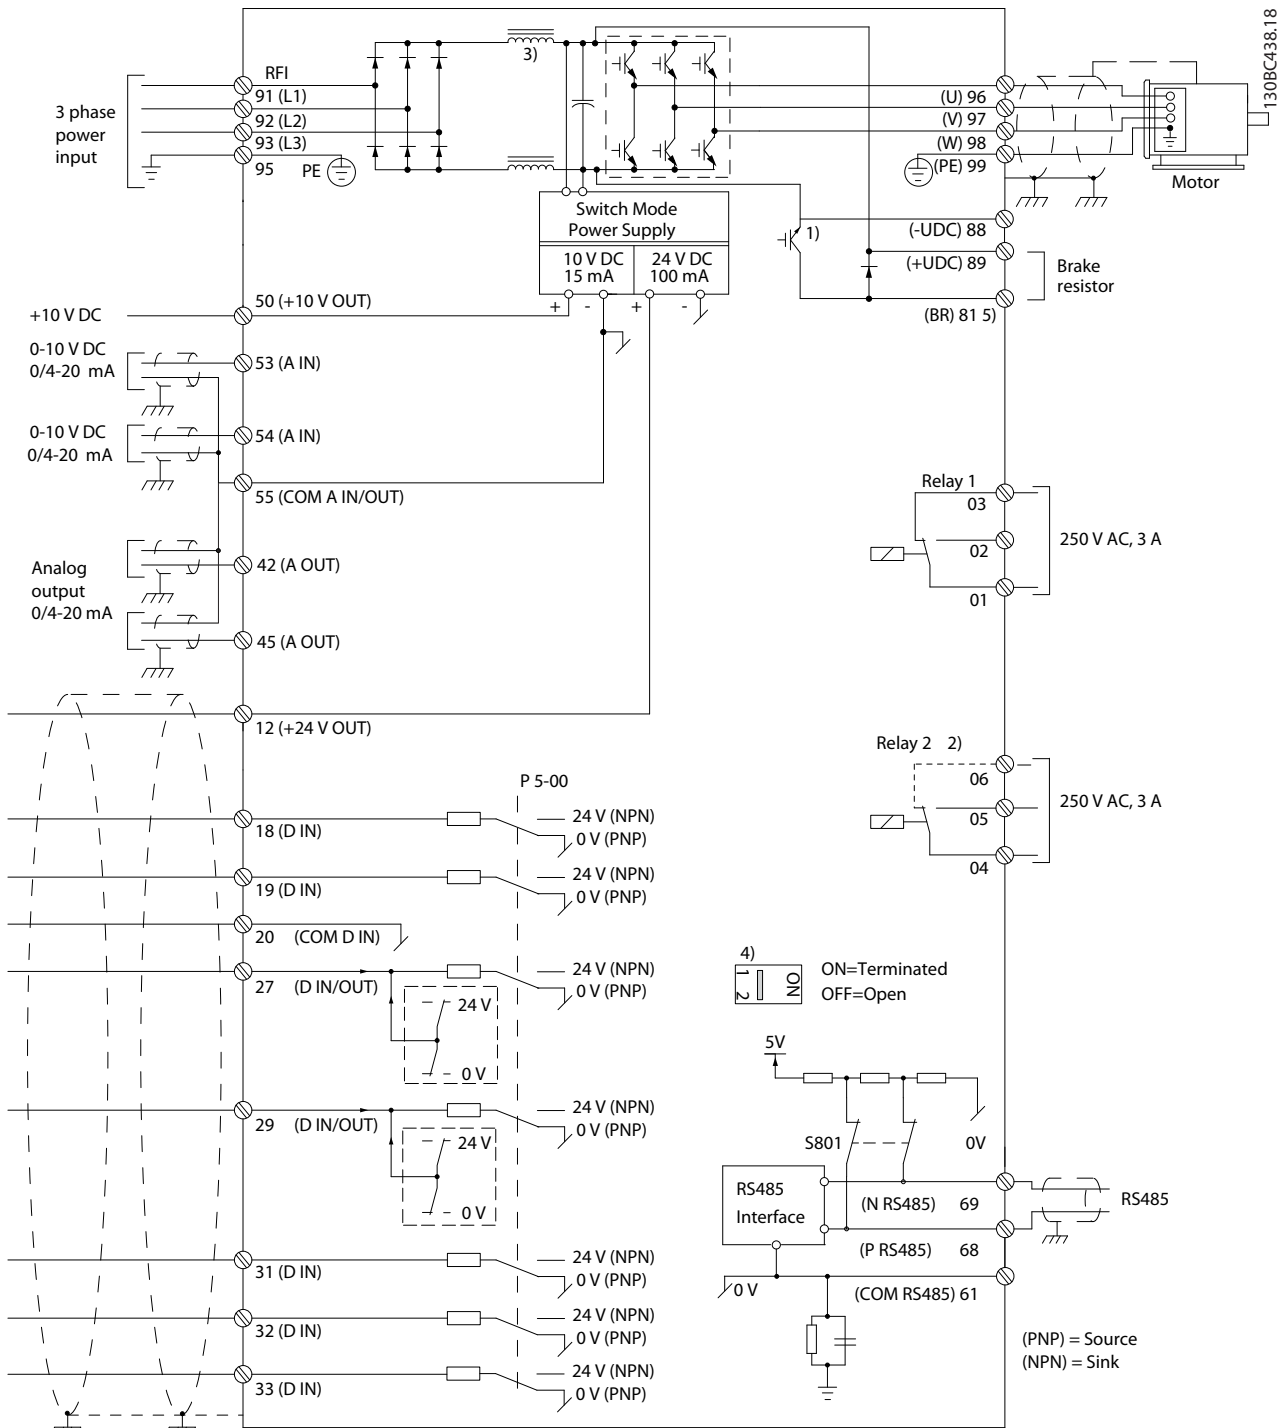 130BC438.18
3 phase
power
input
RFI
91 (L1)
92 (L2)
93 (L3)
95 PE
3)
(U) 96
(V) 97
(W) 98
(PE) 99
Motor
Switch Mode
Power Supply
10 V DC
15 mA
24 V DC
100 mA
+ - + -
1)
(-UDC) 88
(+UDC) 89
(BR) 81 5)
Brake
resistor
+10 V DC
50 (+10 V OUT)
0-10 V DC
0/4-20 mA
53 (A IN)
0-10 V DC
0/4-20 mA
54 (A IN)
55 (COM A IN/OUT)
Analog
output
0/4-20 mA
42 (A OUT)
45 (A OUT)
12 (+24 V OUT)
Relay 1
03
02
01
250 V AC, 3 A
Relay 2 2)
06
05
04
250 V AC, 3 A
P 5-00
18 (D IN)
24 V (NPN)
0 V (PNP)
19 (D IN)
24 V (NPN)
0 V (PNP)
20 (COM D IN)
27 (D IN/OUT)
24 V (NPN)
0 V (PNP)
24 V
0 V
29 (D IN/OUT)
24 V (NPN)
0 V (PNP)
24 V
0 V
31 (D IN)
24 V (NPN)
0 V (PNP)
32 (D IN)
24 V (NPN)
0 V (PNP)
33 (D IN)
24 V (NPN)
0 V (PNP)
4)
1 2
ON
ON=Terminated
OFF=Open
5V
S801
0V
RS485
Interface
(N RS485) 69
(P RS485) 68
RS485
0 V
(COM RS485) 61
(PNP) = Source
(NPN) = Sink